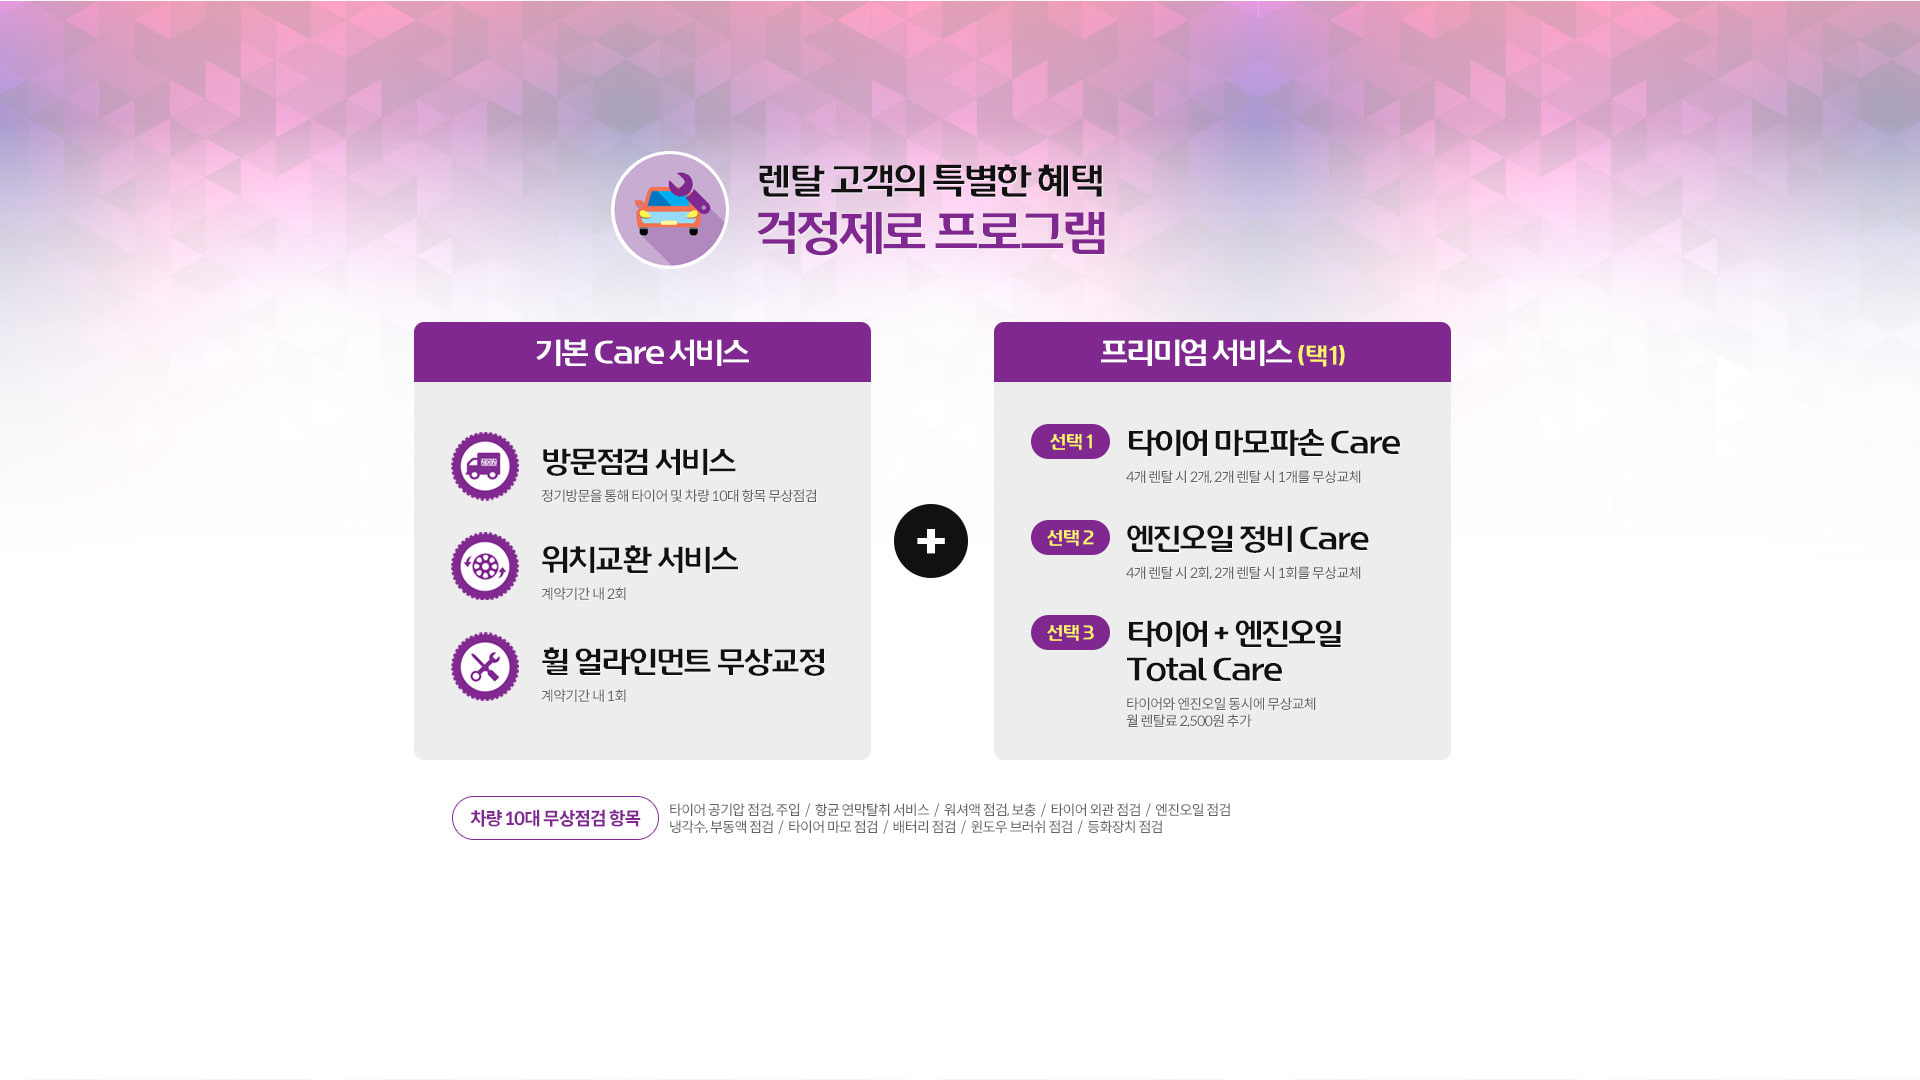 렌탈 고객의 특별한 혜택
걱정제로 프로그램
기본 Care 서비스
방문점검 서비스
정기방문을 통해 타이어 및 차량 10대 항목 무상점검
위치교환 서비스
계약기간 내 2회
휠 얼라인먼트 무상교정
계약기간 내 1회
프리미엄 서비스 (택1)
선택 1
타이어 마모파손 Care
4개 렌탈 시 2개, 2개 렌탈 시 1개를 무상교체
선택 2
엔진오일 정비 Care
4개 렌탈 시 2회, 2개 렌탈 시 1회를 무상교체
선택 3
타이어 + 엔진오일
Total Care
타이어와 엔진오일 동시에 무상교체
월 렌탈료 2,500원 추가
차량 10대 무상점검 항목
타이어 공기압 점검, 주입 / 항균 연막탈취 서비스 / 워셔액 점검, 보충 / 타이어 외관 점검 / 엔진오일 점검
냉각수, 부동액 점검 / 타이어 마모 점검 / 배터리 점검 / 윈도우 브러쉬 점검 / 등화장치 점검